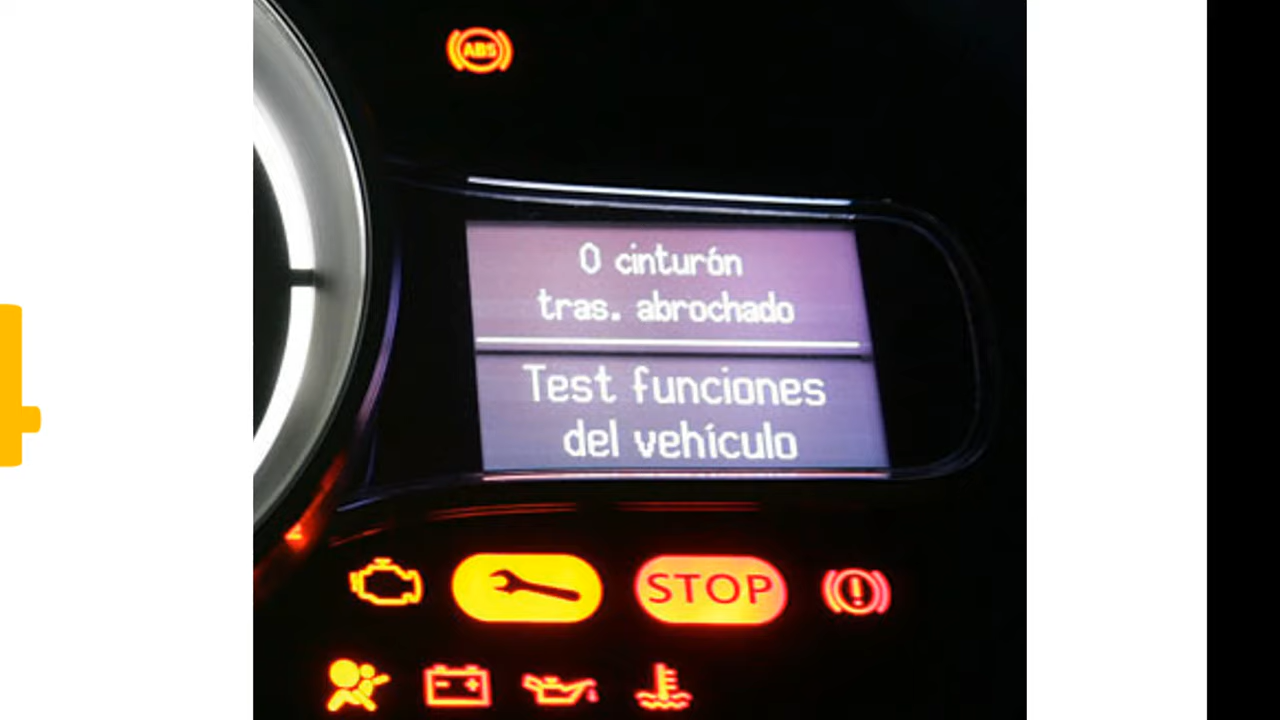 ABS
0 cinturón
tras. abrochado
Test funciones
del vehículo
STOP